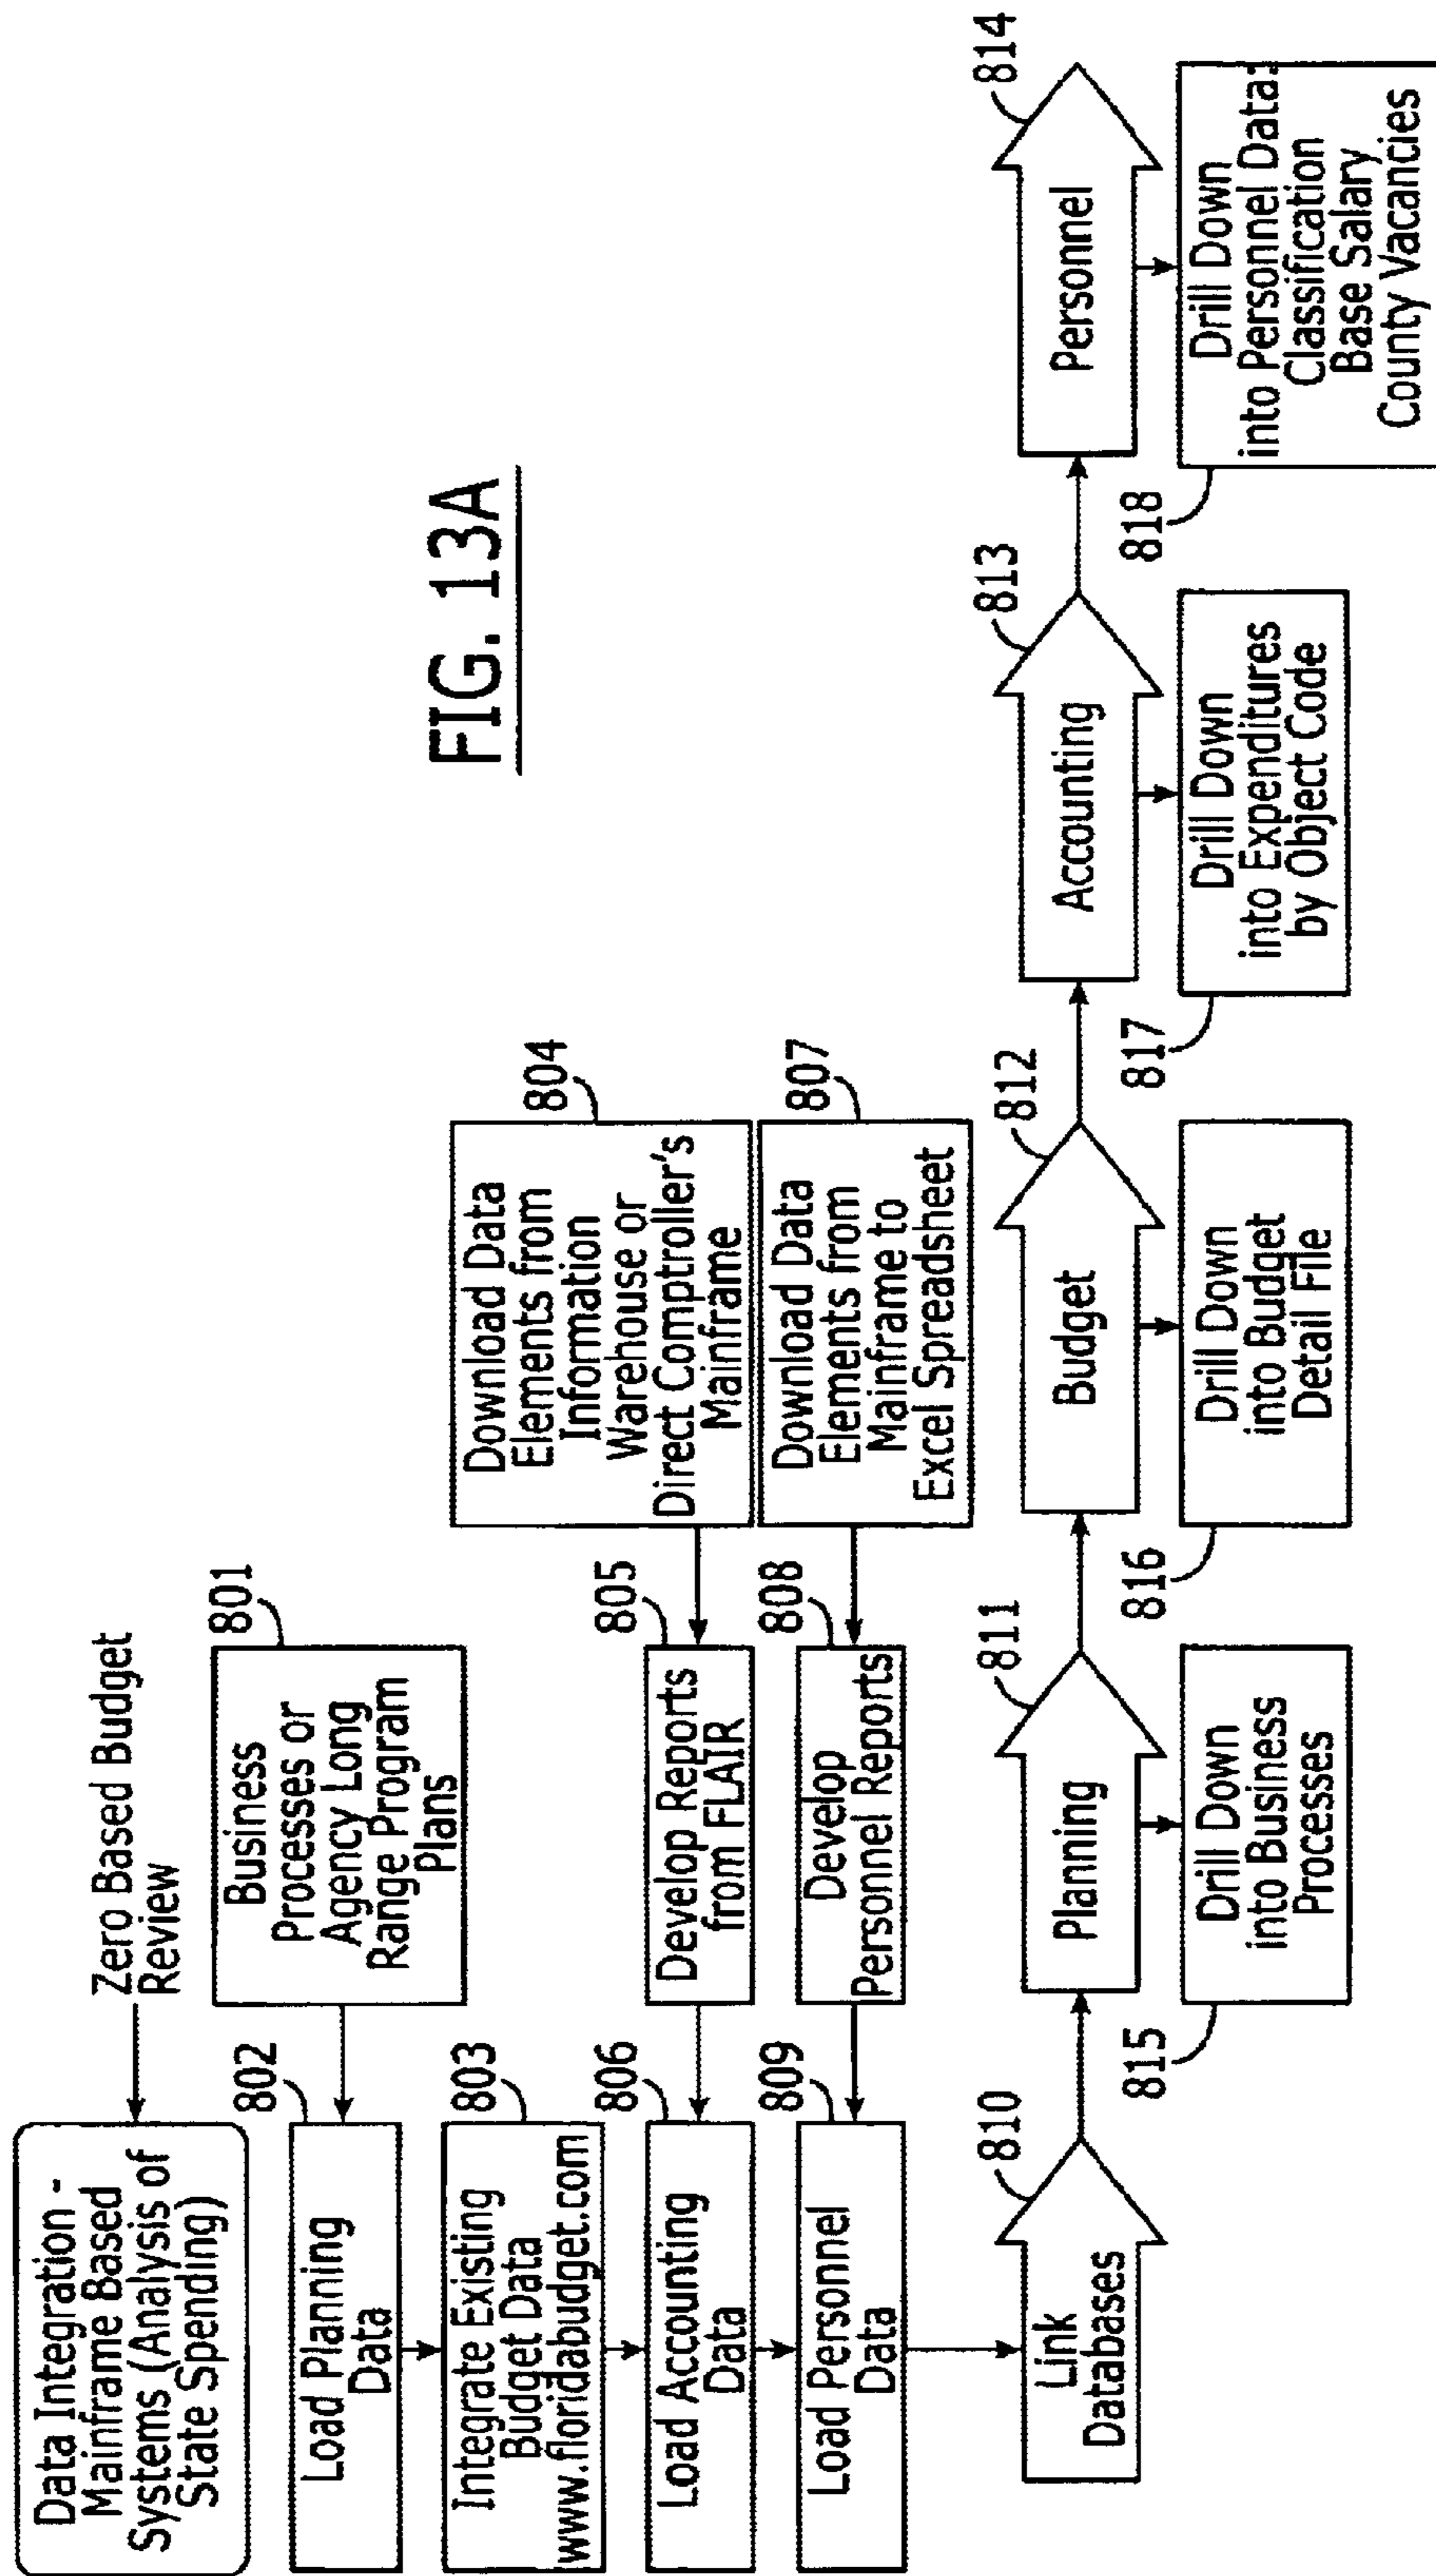 FIG. 13A
Zero Based Budget
Review
Data Integration -
Mainframe Based
Systems (Analysis of
State Spending)
801
Business
Processes or
Agency Long
Range Program
Plans
802
Load Planning
Data
803
Integrate Existing
Budget Data
www.floridabudget.com
804
Download Data
Elements from
Information
Warehouse or
Direct Comptroller's
Mainframe
805
Develop Reports
from FLAIR
806
Load Accounting
Data
807
Download Data
Elements from
Mainframe to
Excel Spreadsheet
808
Develop
Personnel Reports
809
Load Personnel
Data
810
Link
Databases
811
Planning
812
Budget
813
Accounting
814
Personnel
815
Drill Down
into Business
Processes
816
Drill Down
into Budget
Detail File
817
Drill Down
into Expenditures
by Object Code
818
Drill Down
into Personnel Data:
Classification
Base Salary
County Vacancies